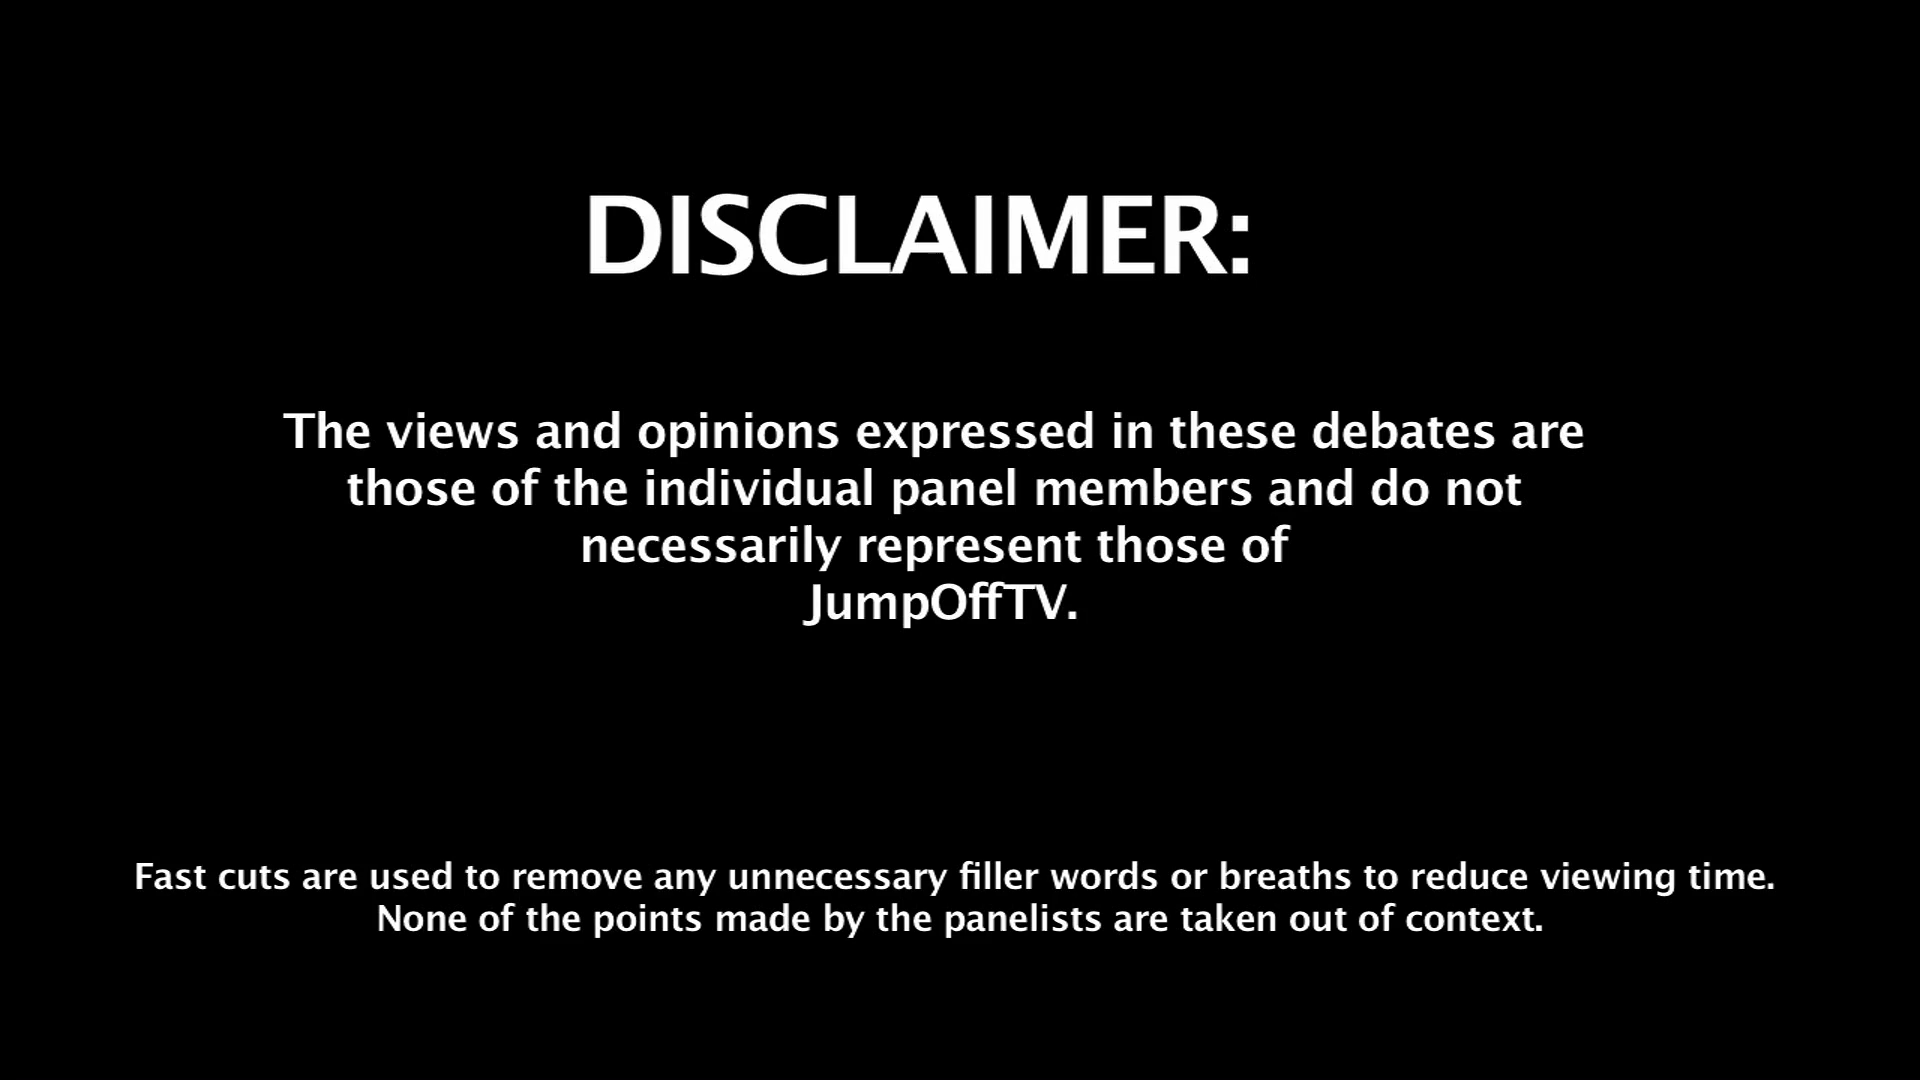 DISCLAIMER:
The views and opinions expressed in these debates are
those of the individual panel members and do not
necessarily represent those of
JumpOffTV.
Fast cuts are used to remove any unnecessary filler words or breaths to reduce viewing time.
None of the points made by the panelists are taken out of context.